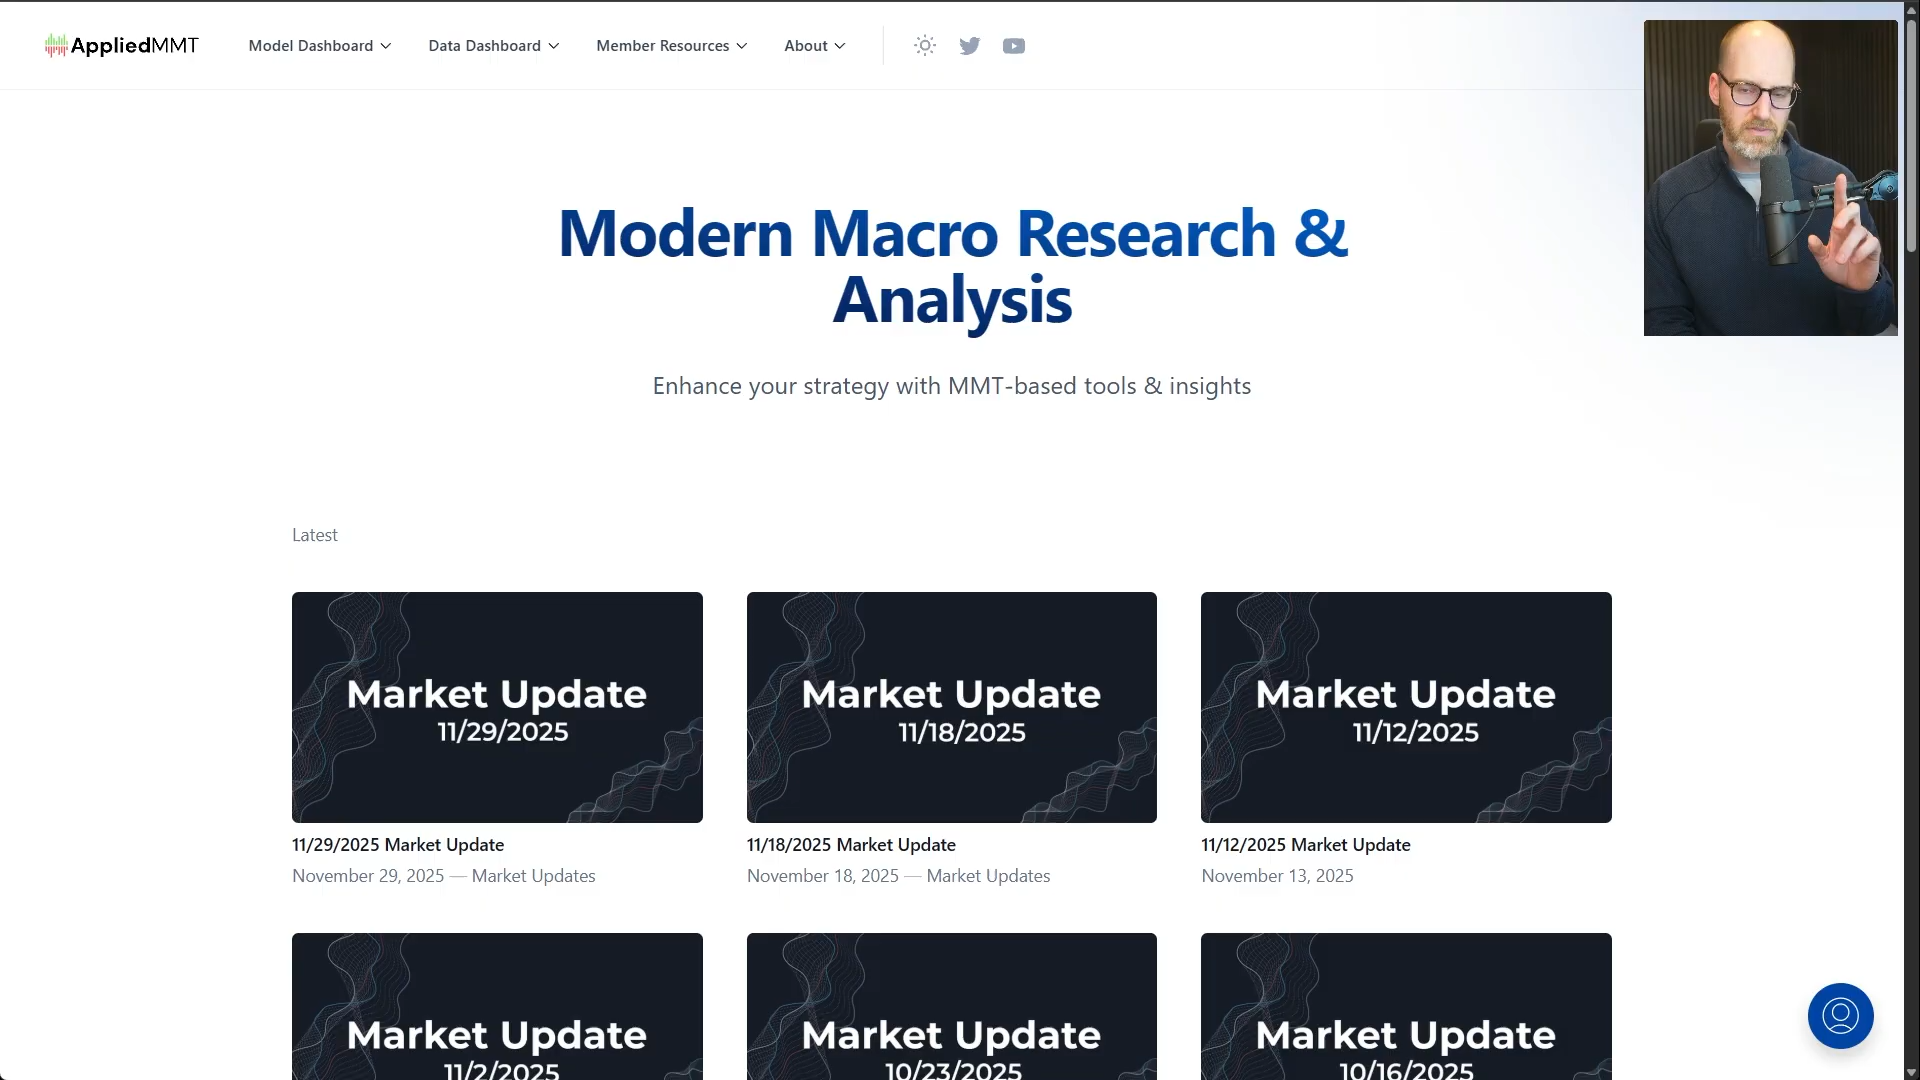 AppliedMMT
Model Dashboard
Data Dashboard
Member Resources
About
Modern Macro Research &
Analysis
Enhance your strategy with MMT-based tools & insights
Latest
Market Update
11/29/2025
Market Update
11/18/2025
Market Update
11/12/2025
11/29/2025 Market Update
November 29, 2025 — Market Updates
11/18/2025 Market Update
November 18, 2025 — Market Updates
11/12/2025 Market Update
November 13, 2025
Market Update
11/2/2025
Market Update
10/23/2025
Market Update
10/16/2025